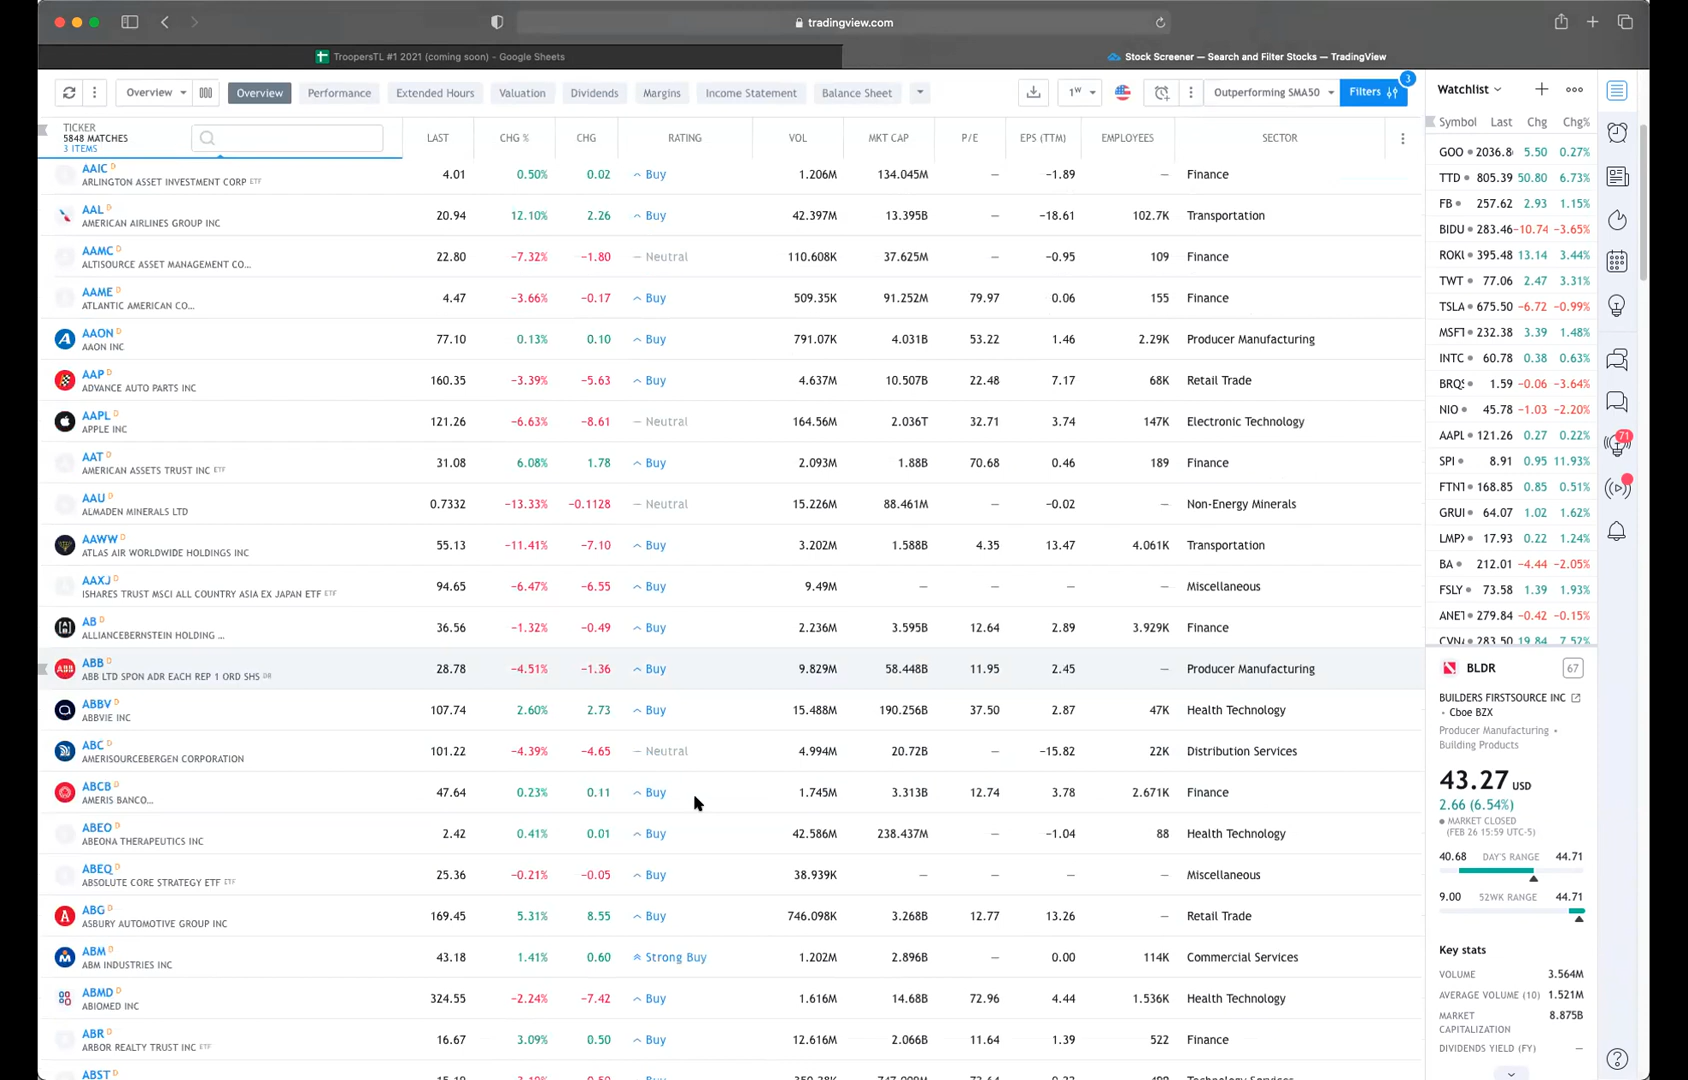 tradingview.com
TroopersTL #1 2021 (coming soon) – Google Sheets
Stock Screener — Search and Filter Stocks — TradingView
Overview Overview Performance Extended Hours Valuation Dividends Margins Income Statement Balance Sheet 1W Outperforming SMA50 Filters 3
TICKER
5848 MATCHES
3 ITEMS
LAST CHG % CHG RATING VOL MKT CAP P/E EPS (TTM) EMPLOYEES SECTOR
AAIC D
ARLINGTON ASSET INVESTMENT CORP ETF
4.01 0.50% 0.02 Buy 1.206M 134.045M — −1.89 — Finance
AAL D
AMERICAN AIRLINES GROUP INC
20.94 12.10% 2.26 Buy 42.397M 13.395B — −18.61 102.7K Transportation
AAMC D
ALTISOURCE ASSET MANAGEMENT CO...
22.80 −7.32% −1.80 — Neutral 110.608K 37.625M — −0.95 109 Finance
AAME D
ATLANTIC AMERICAN CO...
4.47 −3.66% −0.17 Buy 509.35K 91.252M 79.97 0.06 155 Finance
AAON D
AAON INC
77.10 0.13% 0.10 Buy 791.07K 4.031B 53.22 1.46 2.29K Producer Manufacturing
AAP D
ADVANCE AUTO PARTS INC
160.35 −3.39% −5.63 Buy 4.637M 10.507B 22.48 7.17 68K Retail Trade
AAPL D
APPLE INC
121.26 −6.63% −8.61 — Neutral 164.56M 2.036T 32.71 3.74 147K Electronic Technology
AAT D
AMERICAN ASSETS TRUST INC ETF
31.08 6.08% 1.78 Buy 2.093M 1.88B 70.68 0.46 189 Finance
AAU D
ALMADEN MINERALS LTD
0.7332 −13.33% −0.1128 — Neutral 15.226M 88.461M — −0.02 — Non-Energy Minerals
AAWW D
ATLAS AIR WORLDWIDE HOLDINGS INC
55.13 −11.41% −7.10 Buy 3.202M 1.588B 4.35 13.47 4.061K Transportation
AAXJ D
ISHARES TRUST MSCI ALL COUNTRY ASIA EX JAPAN ETF ETF
94.65 −6.47% −6.55 Buy 9.49M — — — — Miscellaneous
AB D
ALLIANCEBERNSTEIN HOLDING ...
36.56 −1.32% −0.49 Buy 2.236M 3.595B 12.64 2.89 3.929K Finance
ABB D
ABB LTD SPON ADR EACH REP 1 ORD SHS DR
28.78 −4.51% −1.36 Buy 9.829M 58.448B 11.95 2.45 — Producer Manufacturing
ABBV D
ABBVIE INC
107.74 2.60% 2.73 Buy 15.488M 190.256B 37.50 2.87 47K Health Technology
ABC D
AMERISOURCEBERGEN CORPORATION
101.22 −4.39% −4.65 — Neutral 4.994M 20.72B — −15.82 22K Distribution Services
ABCB D
AMERIS BANCO...
47.64 0.23% 0.11 Buy 1.745M 3.313B 12.74 3.78 2.671K Finance
ABEO D
ABEONA THERAPEUTICS INC
2.42 0.41% 0.01 Buy 42.586M 238.437M — −1.04 88 Health Technology
ABEQ D
ABSOLUTE CORE STRATEGY ETF ETF
25.36 −0.21% −0.05 Buy 38.939K — — — — Miscellaneous
ABG D
ASBURY AUTOMOTIVE GROUP INC
169.45 5.31% 8.55 Buy 746.098K 3.268B 12.77 13.26 — Retail Trade
ABM D
ABM INDUSTRIES INC
43.18 1.41% 0.60 Strong Buy 1.202M 2.896B — 0.00 114K Commercial Services
ABMD D
ABIOMED INC
324.55 −2.24% −7.42 Buy 1.616M 14.68B 72.96 4.44 1.536K Health Technology
ABR D
ARBOR REALTY TRUST INC ETF
16.67 3.09% 0.50 Buy 12.616M 2.066B 11.64 1.39 522 Finance
ABST D
Watchlist
Symbol Last Chg Chg%
GOO 2036.8 5.50 0.27%
TTD 805.39 50.80 6.73%
FB 257.62 2.93 1.15%
BIDU 283.46 −10.74 −3.65%
ROKU 395.48 13.14 3.44%
TWT 77.06 2.47 3.31%
TSLA 675.50 −6.72 −0.99%
MSFT 232.38 3.39 1.48%
INTC 60.78 0.38 0.63%
BRQS 1.59 −0.06 −3.64%
NIO 45.78 −1.03 −2.20%
AAPL 121.26 0.27 0.22%
SPI 8.91 0.95 11.93%
FTNT 168.85 0.85 0.51%
GRUI 64.07 1.02 1.62%
LMPX 17.93 0.22 1.24%
BA 212.01 −4.44 −2.05%
FSLY 73.58 1.39 1.93%
ANET 279.84 −0.42 −0.15%
CVNA 283.50 19.84 7.52%
BLDR 67
BUILDERS FIRSTSOURCE INC
• Cboe BZX
Producer Manufacturing •
Building Products
43.27 USD
2.66 (6.54%)
MARKET CLOSED
(FEB 26 15:59 UTC-5)
40.68 DAY'S RANGE 44.71
9.00 52WK RANGE 44.71
Key stats
VOLUME 3.564M
AVERAGE VOLUME (10) 1.521M
MARKET
CAPITALIZATION
8.875B
DIVIDENDS YIELD (FY) —
71